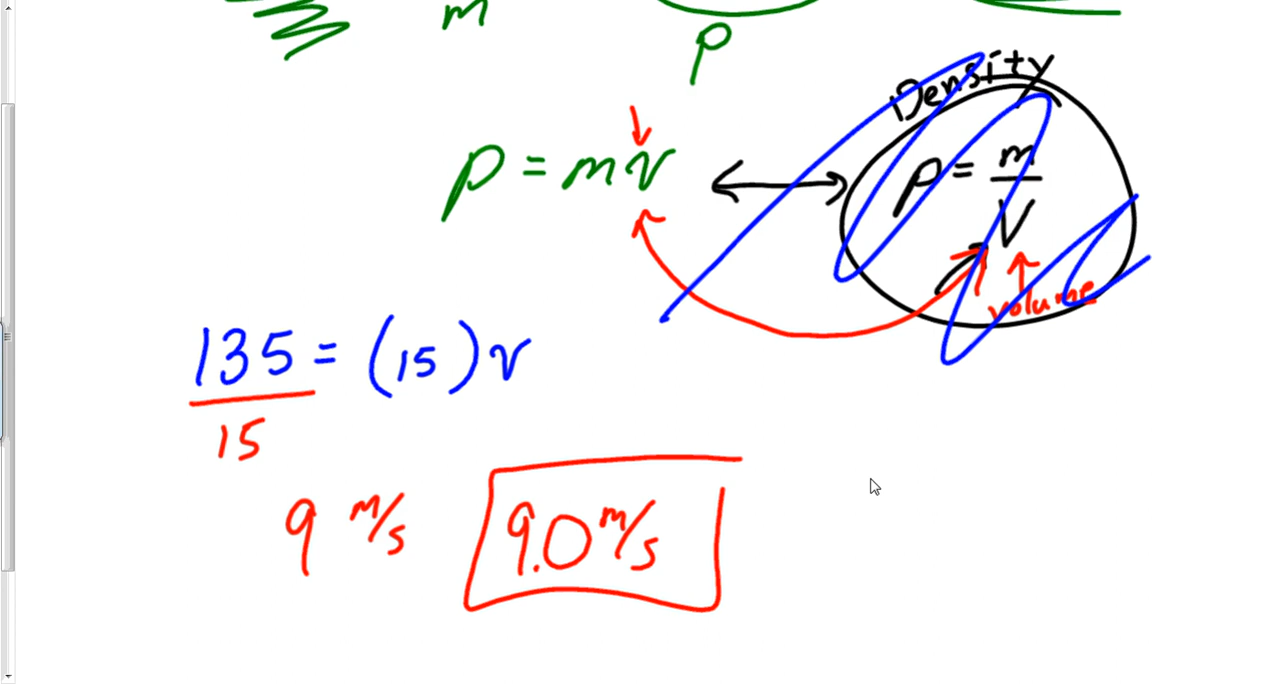 m
p
Density
p = mv
p = m/V
volume
135 = (15)v
15
9 m/s
9.0 m/s